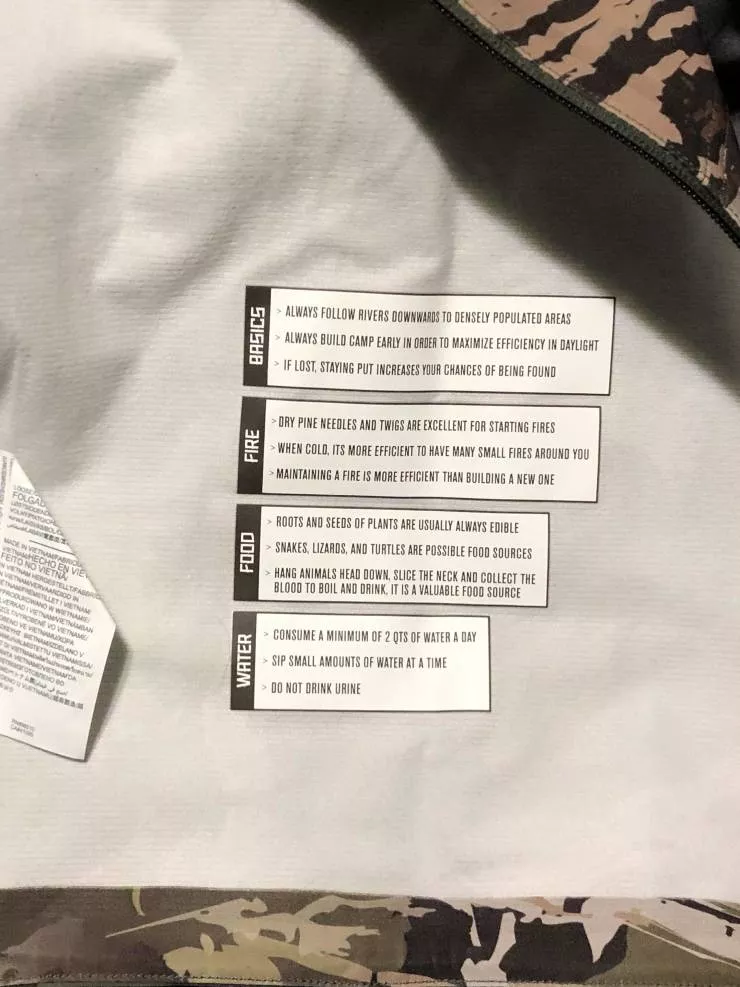 BASICS
> ALWAYS FOLLOW RIVERS DOWNWARDS TO DENSELY POPULATED AREAS
> ALWAYS BUILD CAMP EARLY IN ORDER TO MAXIMIZE EFFICIENCY IN DAYLIGHT
> IF LOST, STAYING PUT INCREASES YOUR CHANCES OF BEING FOUND
FIRE
> DRY PINE NEEDLES AND TWIGS ARE EXCELLENT FOR STARTING FIRES
> WHEN COLD, ITS MORE EFFICIENT TO HAVE MANY SMALL FIRES AROUND YOU
> MAINTAINING A FIRE IS MORE EFFICIENT THAN BUILDING A NEW ONE
FOOD
> ROOTS AND SEEDS OF PLANTS ARE USUALLY ALWAYS EDIBLE
> SNAKES, LIZARDS, AND TURTLES ARE POSSIBLE FOOD SOURCES
> HANG ANIMALS HEAD DOWN, SLICE THE NECK AND COLLECT THE
BLOOD TO BOIL AND DRINK, IT IS A VALUABLE FOOD SOURCE
WATER
> CONSUME A MINIMUM OF 2 QTS OF WATER A DAY
> SIP SMALL AMOUNTS OF WATER AT A TIME
> DO NOT DRINK URINE
MADE IN VIETNAM
HECHO EN
FEITO NO VIETNA